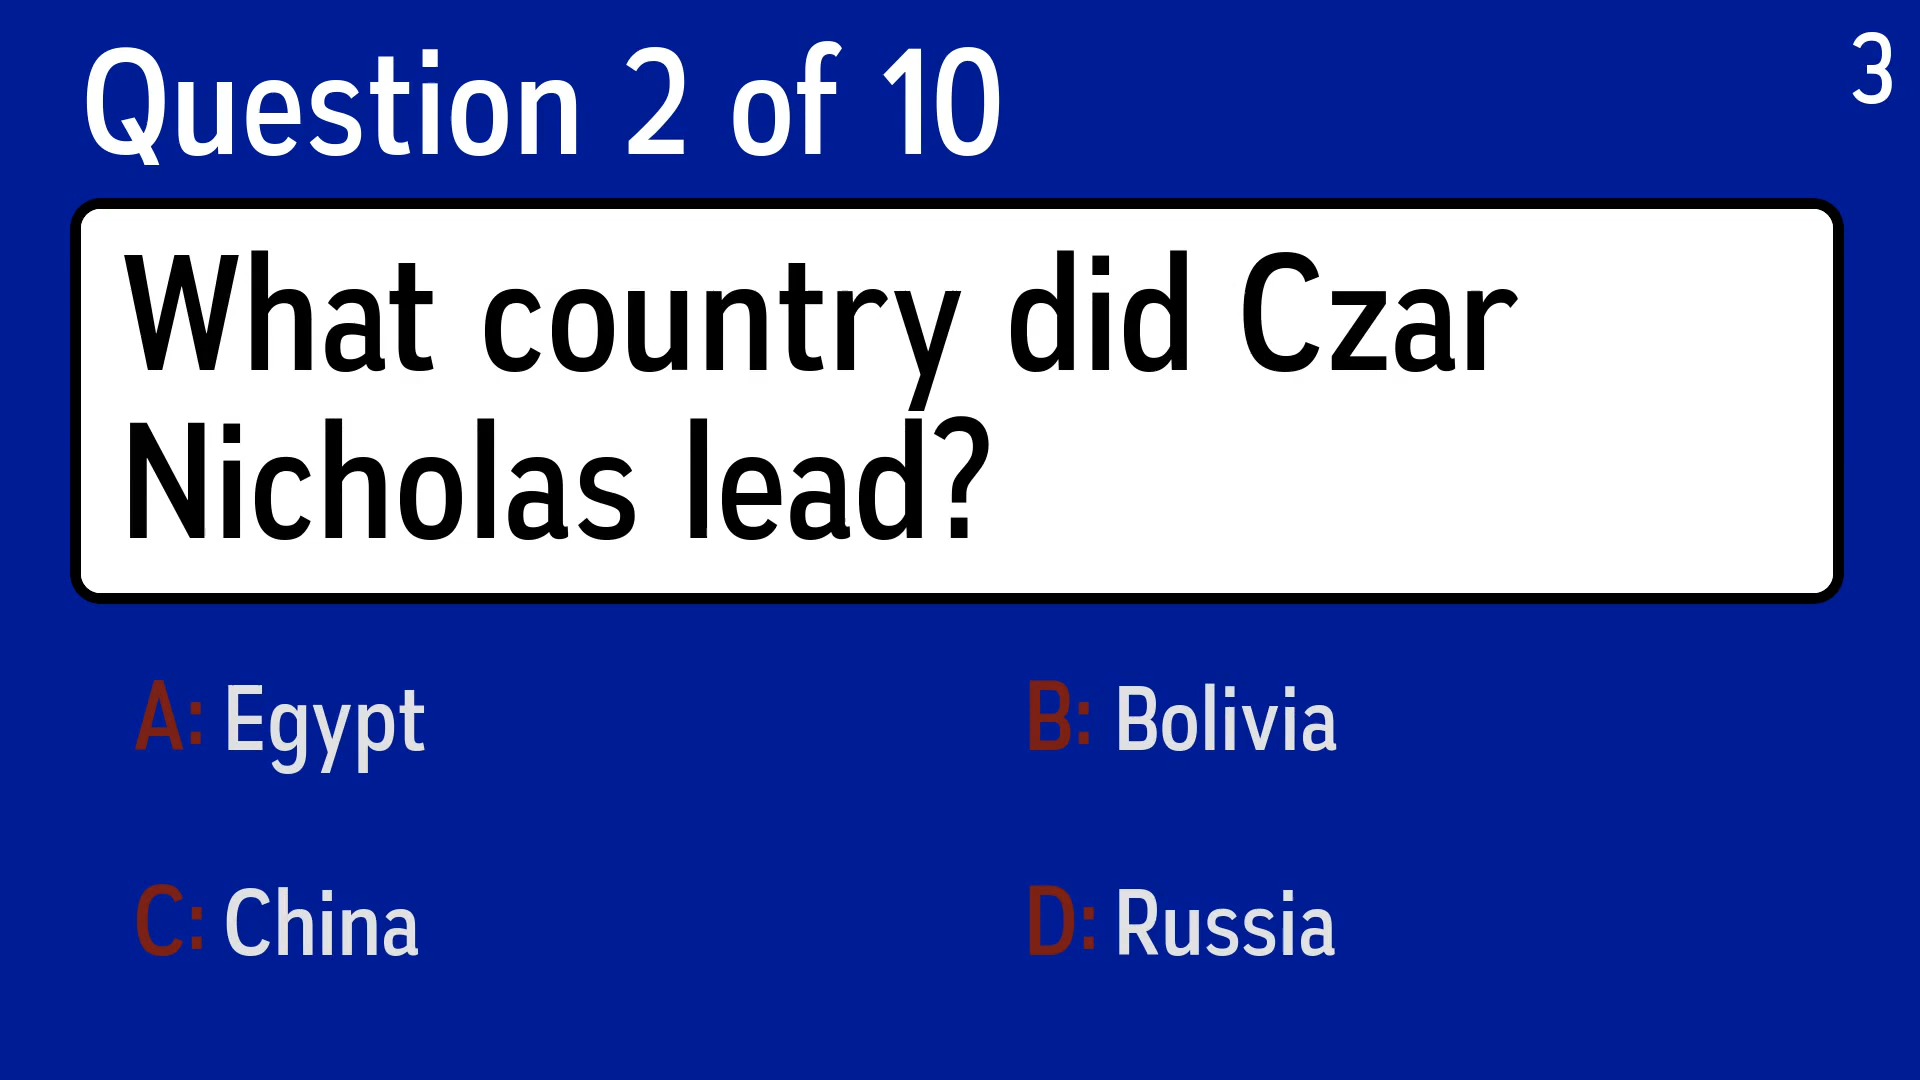 Question 2 of 10
3
What country did Czar
Nicholas lead?
A: Egypt
B: Bolivia
C: China
D: Russia